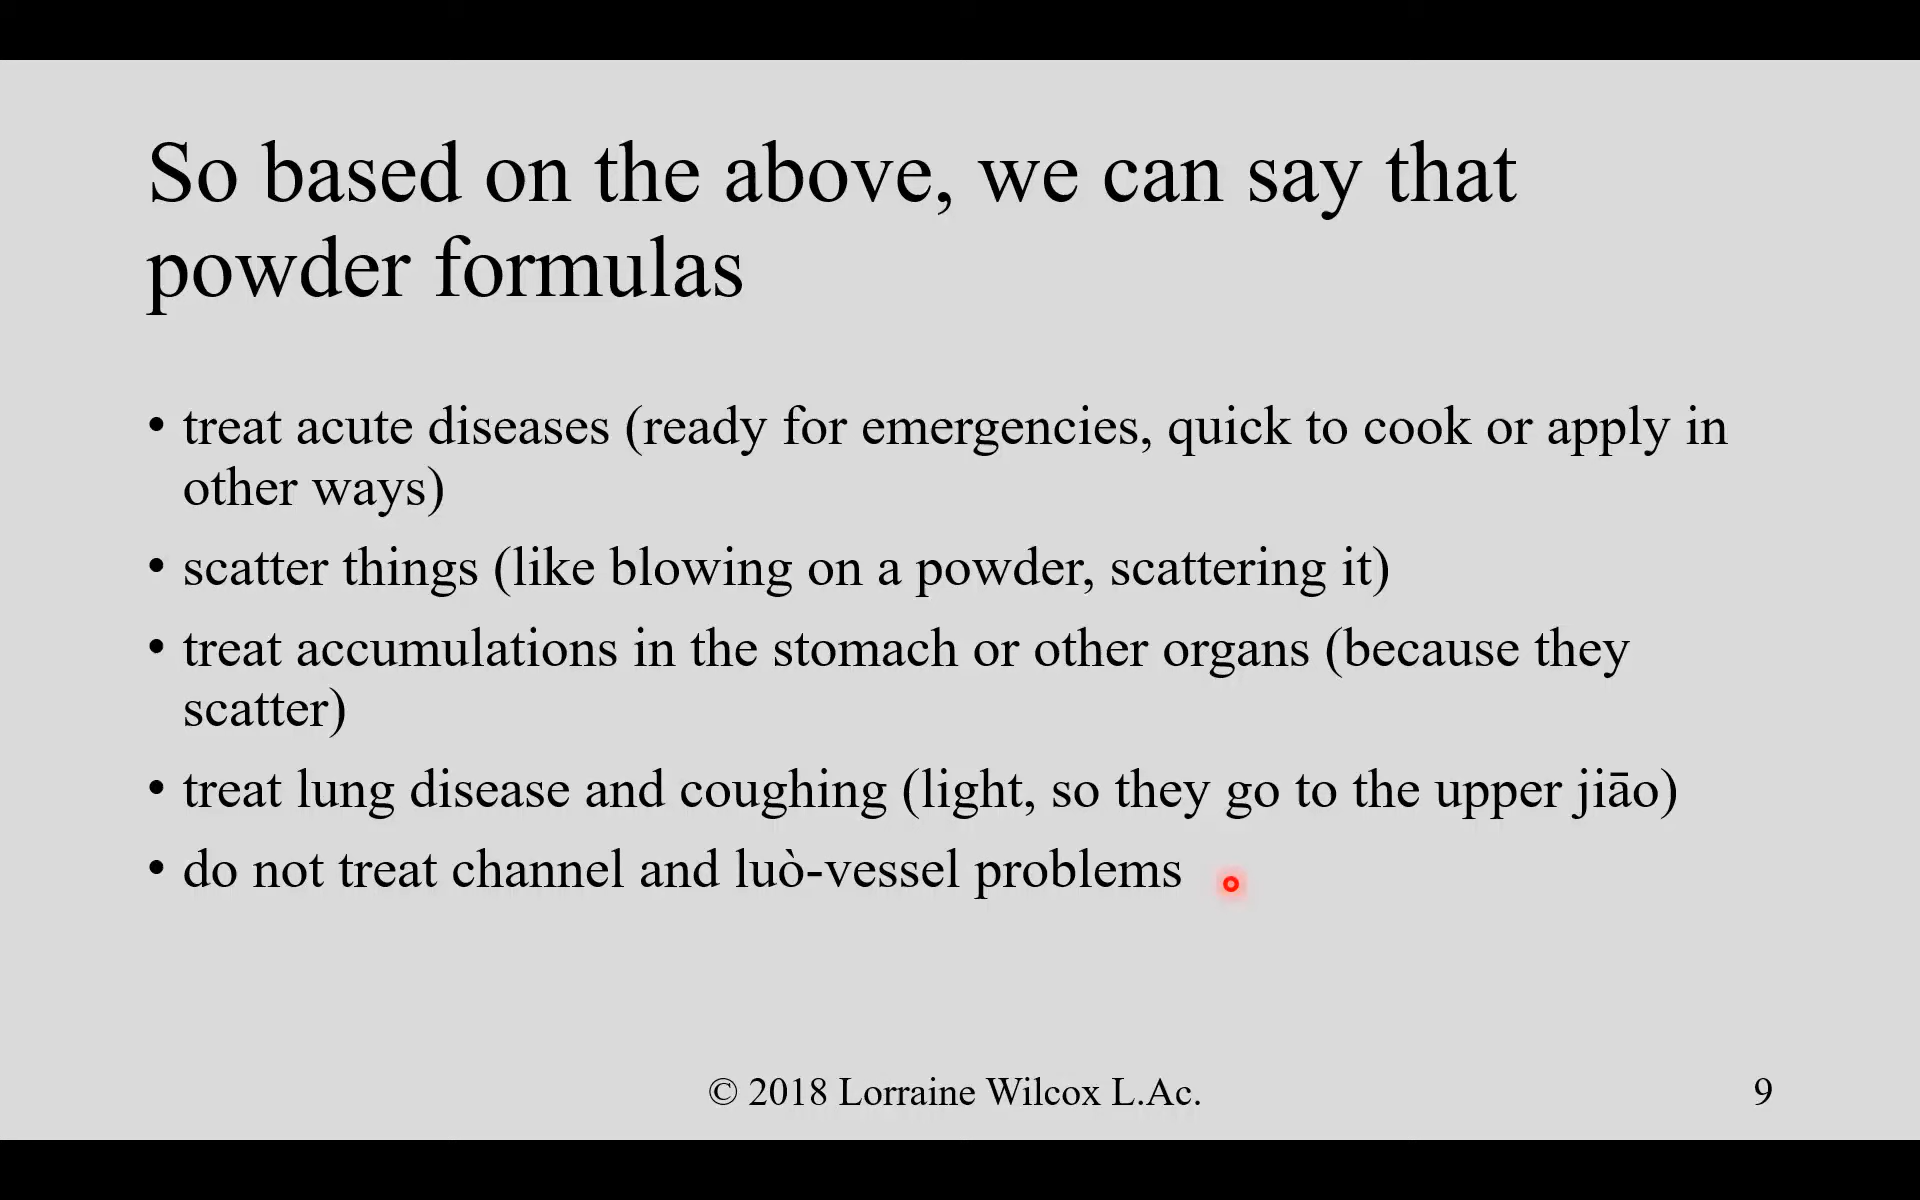 So based on the above, we can say that
powder formulas
• treat acute diseases (ready for emergencies, quick to cook or apply in
other ways)
• scatter things (like blowing on a powder, scattering it)
• treat accumulations in the stomach or other organs (because they
scatter)
• treat lung disease and coughing (light, so they go to the upper jiāo)
• do not treat channel and luò-vessel problems
© 2018 Lorraine Wilcox L.Ac.
9